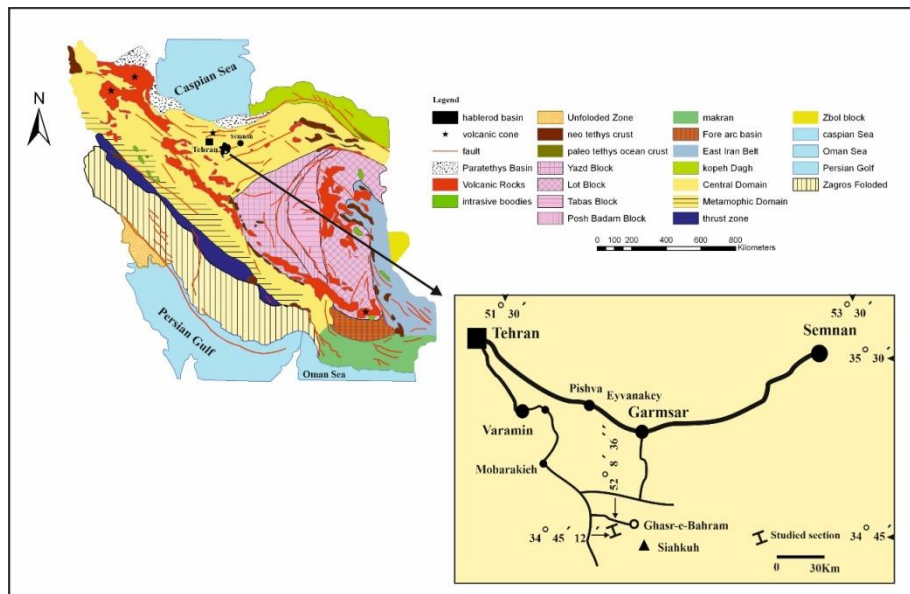 Caspian Sea
N
Tehran
Semnan
Persian Gulf
Oman Sea
Legend
hablerod basin
volcanic cone
fault
Paratethys Basin
Volcanic Rocks
intrasive boodies
Unfoloded Zone
neo tethys crust
paleo tethys ocean crust
Yazd Block
Lot Block
Tabas Block
Posh Badam Block
makran
Fore arc basin
East Iran Belt
kopeh Dagh
Central Domain
Metamophic Domain
thrust zone
Zbol block
caspian Sea
Oman Sea
Persian Golf
Zagros Foloded
0 100 200 400 600 800
Kilometers
51° 30´
53° 30´
Tehran
Semnan
35° 30´
Pishva
Eyvanakey
Garmsar
Varamin
52° 8´ 36´´
Mobarakieh
Ghasr-e-Bahram
34° 45´ 12´´
Siahkuh
Studied section
34° 45´
0 30Km